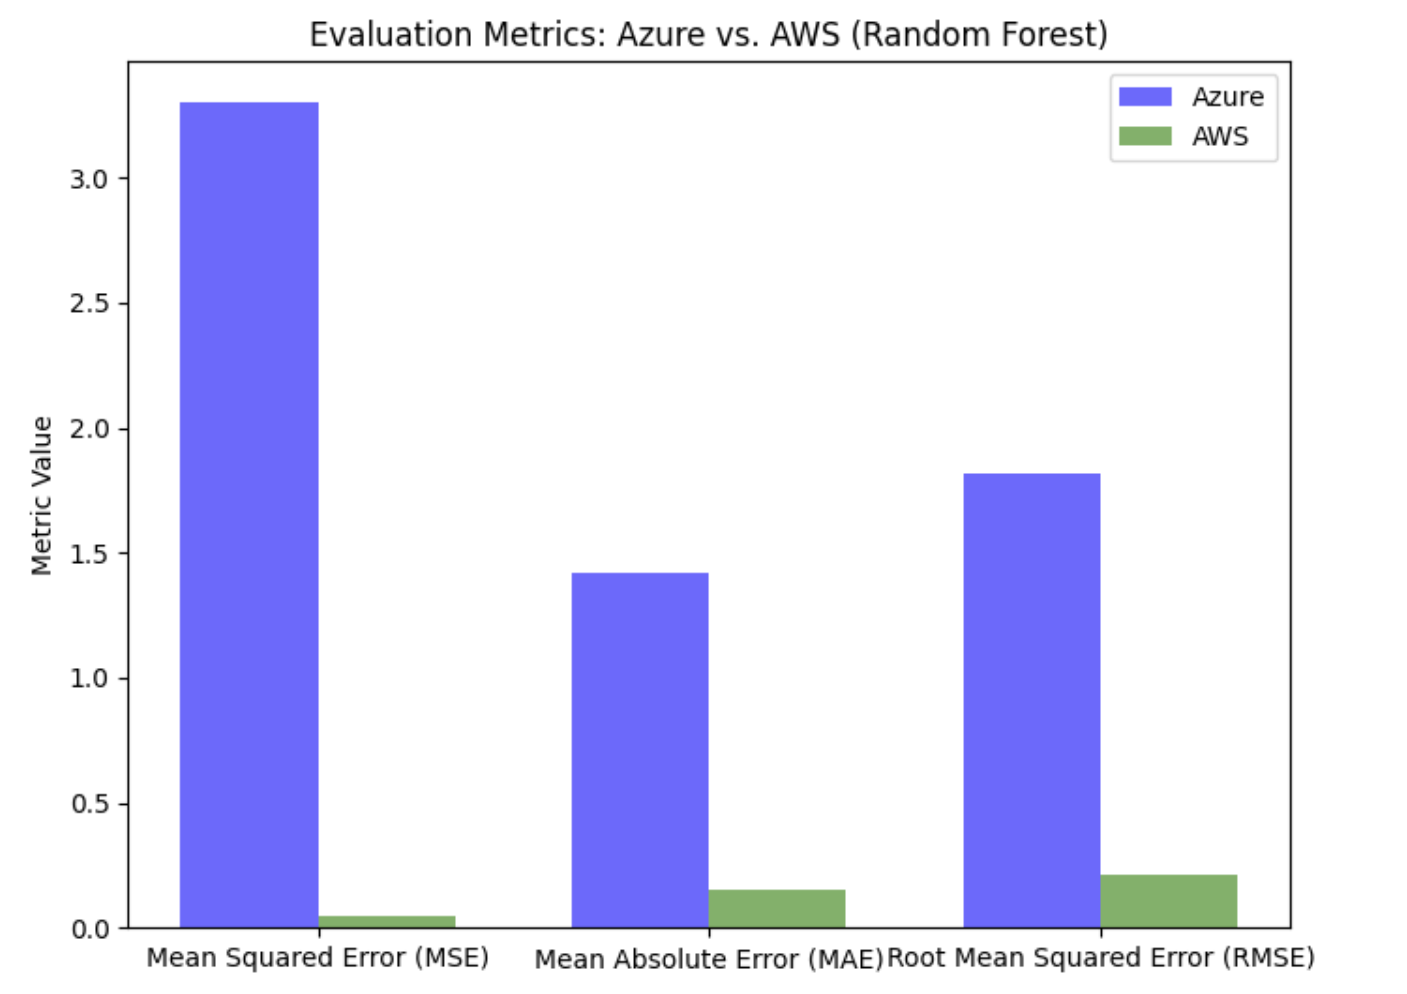 Evaluation Metrics: Azure vs. AWS (Random Forest)
Azure
AWS
Metric Value
3.0
2.5
2.0
1.5
1.0
0.5
0.0
Mean Squared Error (MSE)
Mean Absolute Error (MAE)
Root Mean Squared Error (RMSE)